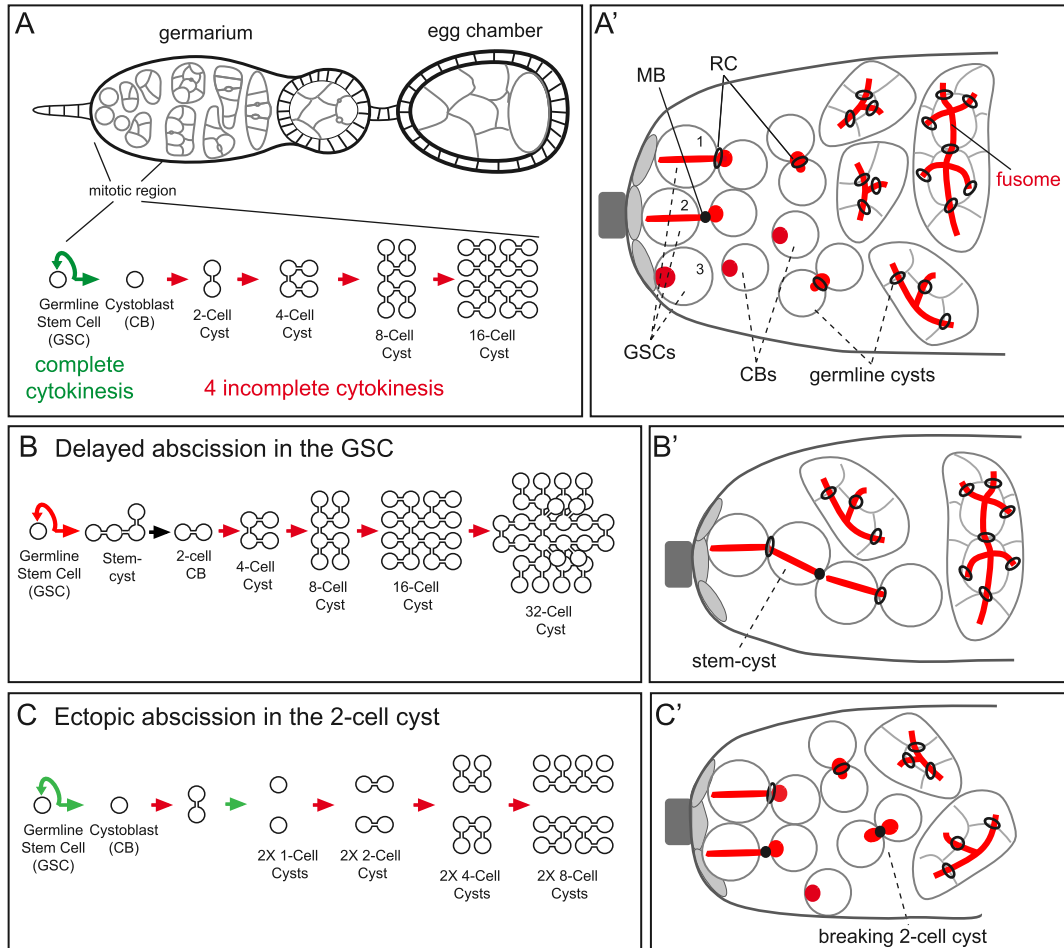 A
germarium
egg chamber
mitotic region
Germline
Stem Cell
(GSC)
Cystoblast
(CB)
2-Cell
Cyst
4-Cell
Cyst
8-Cell
Cyst
16-Cell
Cyst
complete
cytokinesis
4 incomplete cytokinesis
A’
MB
RC
1
2
3
fusome
GSCs
CBs
germline cysts
B Delayed abscission in the GSC
Germline
Stem Cell
(GSC)
Stem-
cyst
2-cell
CB
4-Cell
Cyst
8-Cell
Cyst
16-Cell
Cyst
32-Cell
Cyst
B’
stem-cyst
C Ectopic abscission in the 2-cell cyst
Germline
Stem Cell
(GSC)
Cystoblast
(CB)
2X 1-Cell
Cysts
2X 2-Cell
Cyst
2X 4-Cell
Cysts
2X 8-Cell
Cysts
C’
breaking 2-cell cyst